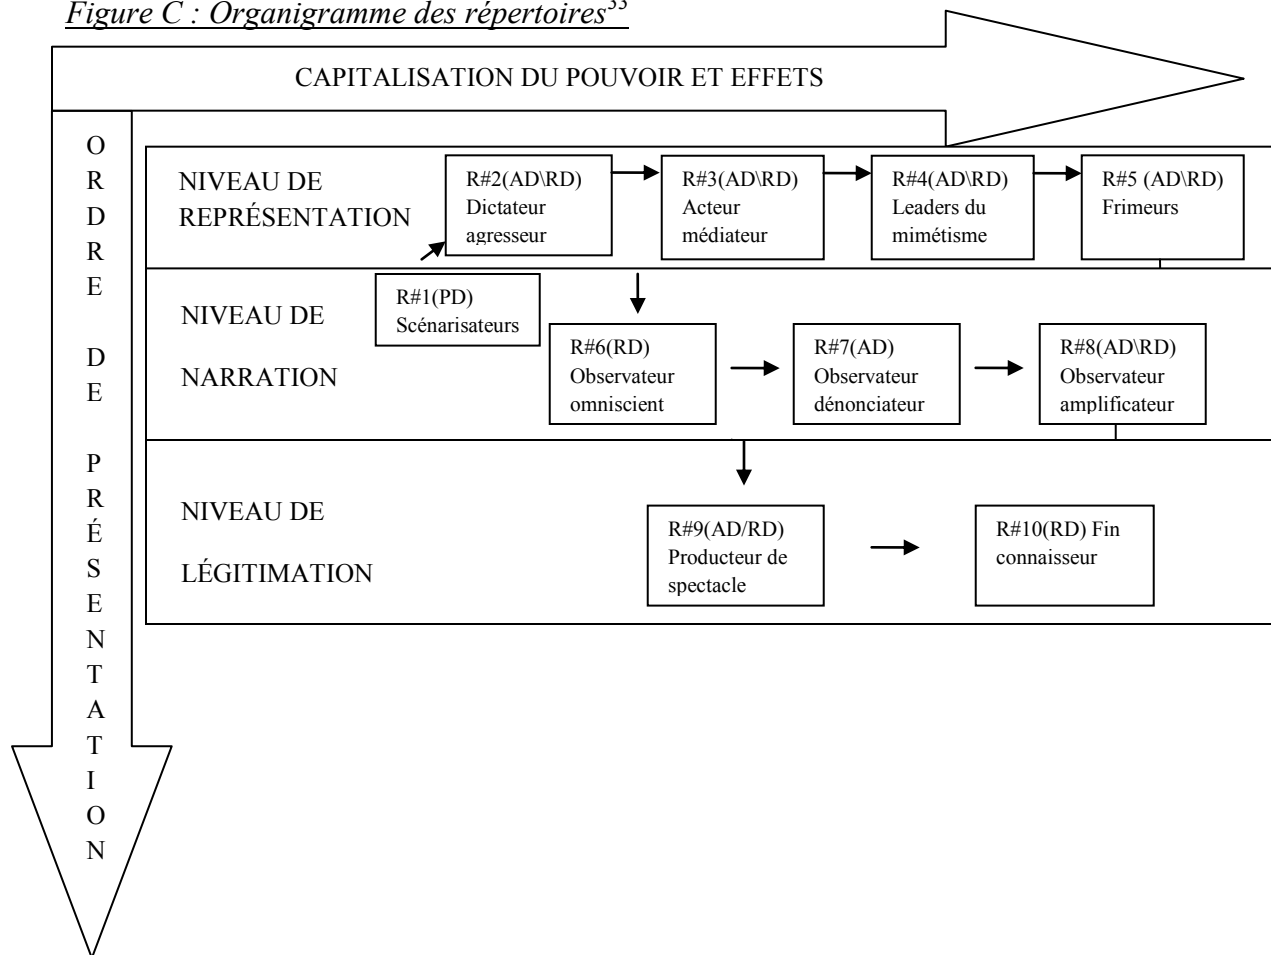 Figure C : Organigramme des répertoires³³
CAPITALISATION DU POUVOIR ET EFFETS
ORDRE DE PRÉSENTATION
NIVEAU DE
REPRÉSENTATION
R#2(AD\RD)
Dictateur
agresseur
R#3(AD\RD)
Acteur
médiateur
R#4(AD\RD)
Leaders du
mimétisme
R#5 (AD\RD)
Frimeurs
R#1(PD)
Scénarisateurs
NIVEAU DE
NARRATION
R#6(RD)
Observateur
omniscient
R#7(AD)
Observateur
dénonciateur
R#8(AD\RD)
Observateur
amplificateur
NIVEAU DE
LÉGITIMATION
R#9(AD/RD)
Producteur de
spectacle
R#10(RD) Fin
connaisseur